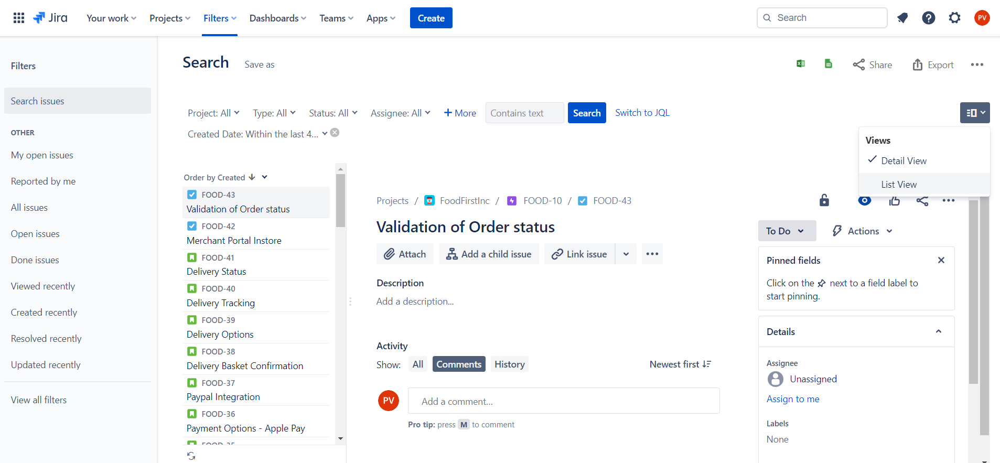 Jira
Your work
Projects
Filters
Dashboards
Teams
Apps
Create
Search
PV
Filters
Search issues
OTHER
My open issues
Reported by me
All issues
Open issues
Done issues
Viewed recently
Created recently
Resolved recently
Updated recently
View all filters
Search
Save as
Share
Export
Project: All
Type: All
Status: All
Assignee: All
+ More
Contains text
Search
Switch to JQL
Created Date: Within the last 4...
Views
Detail View
List View
Order by Created
FOOD-43
Validation of Order status
FOOD-42
Merchant Portal Instore
FOOD-41
Delivery Status
FOOD-40
Delivery Tracking
FOOD-39
Delivery Options
FOOD-38
Delivery Basket Confirmation
FOOD-37
Paypal Integration
FOOD-36
Payment Options - Apple Pay
FOOD-35
Projects / FoodFirstInc / FOOD-10 / FOOD-43
Validation of Order status
Attach
Add a child issue
Link issue
Description
Add a description...
Activity
Show:
All
Comments
History
Newest first
PV
Add a comment...
Pro tip: press M to comment
To Do
Actions
Pinned fields
Click on the next to a field label to
start pinning.
Details
Assignee
Unassigned
Assign to me
Labels
None